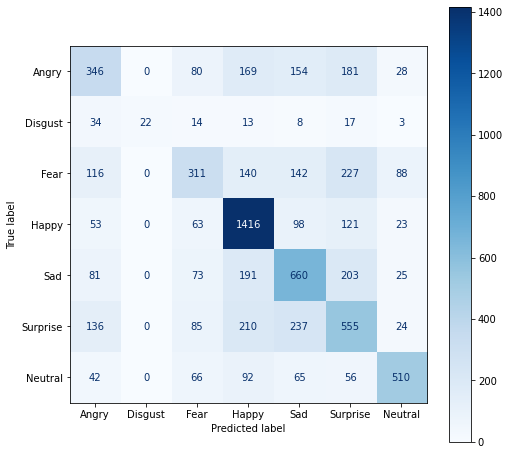 1400
Angry 346 0 80 169 154 181 28
1200
Disgust 34 22 14 13 8 17 3
1000
Fear 116 0 311 140 142 227 88
True label
Happy 53 0 63 1416 98 121 23
800
600
Sad 81 0 73 191 660 203 25
400
Surprise 136 0 85 210 237 555 24
200
Neutral 42 0 66 92 65 56 510
0
Angry Disgust Fear Happy Sad Surprise Neutral
Predicted label